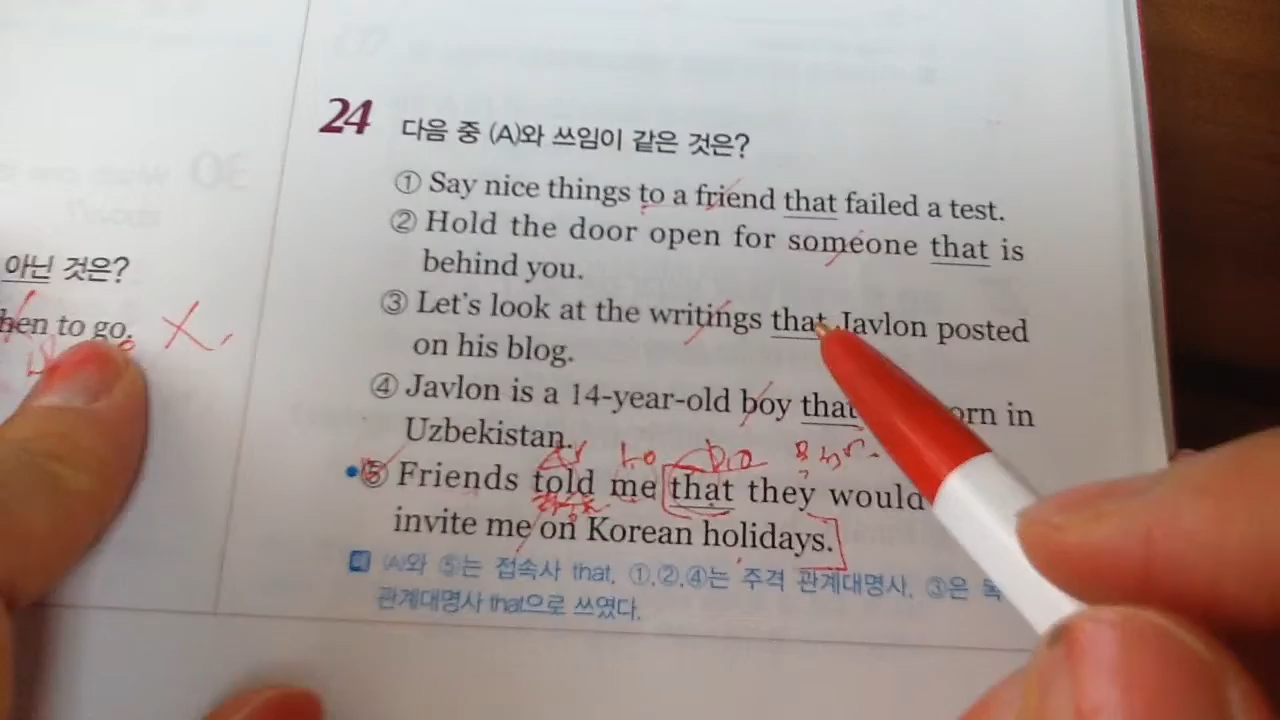 24 다음 중 (A)와 쓰임이 같은 것은?
① Say nice things to a friend that failed a test.
② Hold the door open for someone that is
behind you.
③ Let's look at the writings that Javlon posted
on his blog.
④ Javlon is a 14-year-old boy that orn in
Uzbekistan.
⑤ Friends told me that they would
invite me on Korean holidays.
(A)와 ⑤는 접속사 that, ①,②,④는 주격 관계대명사, ③은 목
관계대명사 that으로 쓰였다.
아닌 것은?
hen to go.